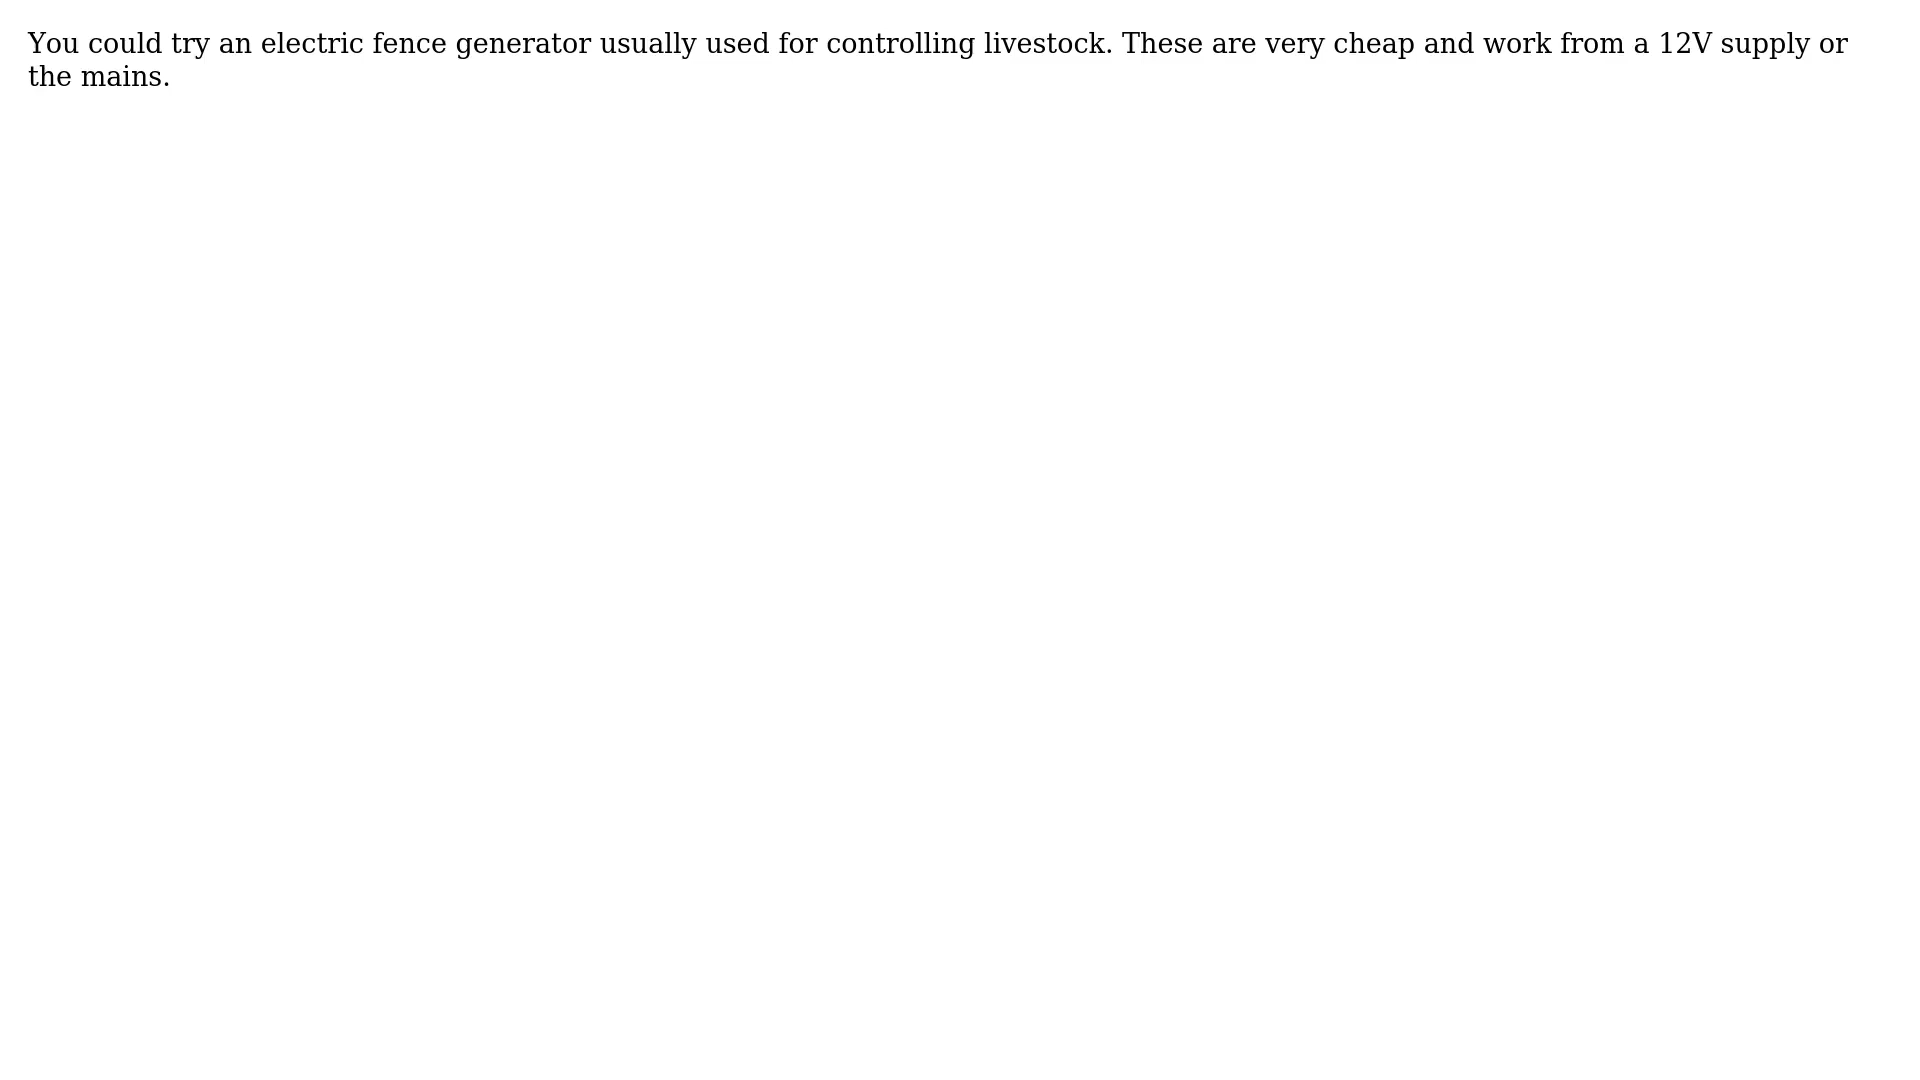 You could try an electric fence generator usually used for controlling livestock. These are very cheap and work from a 12V supply or
the mains.